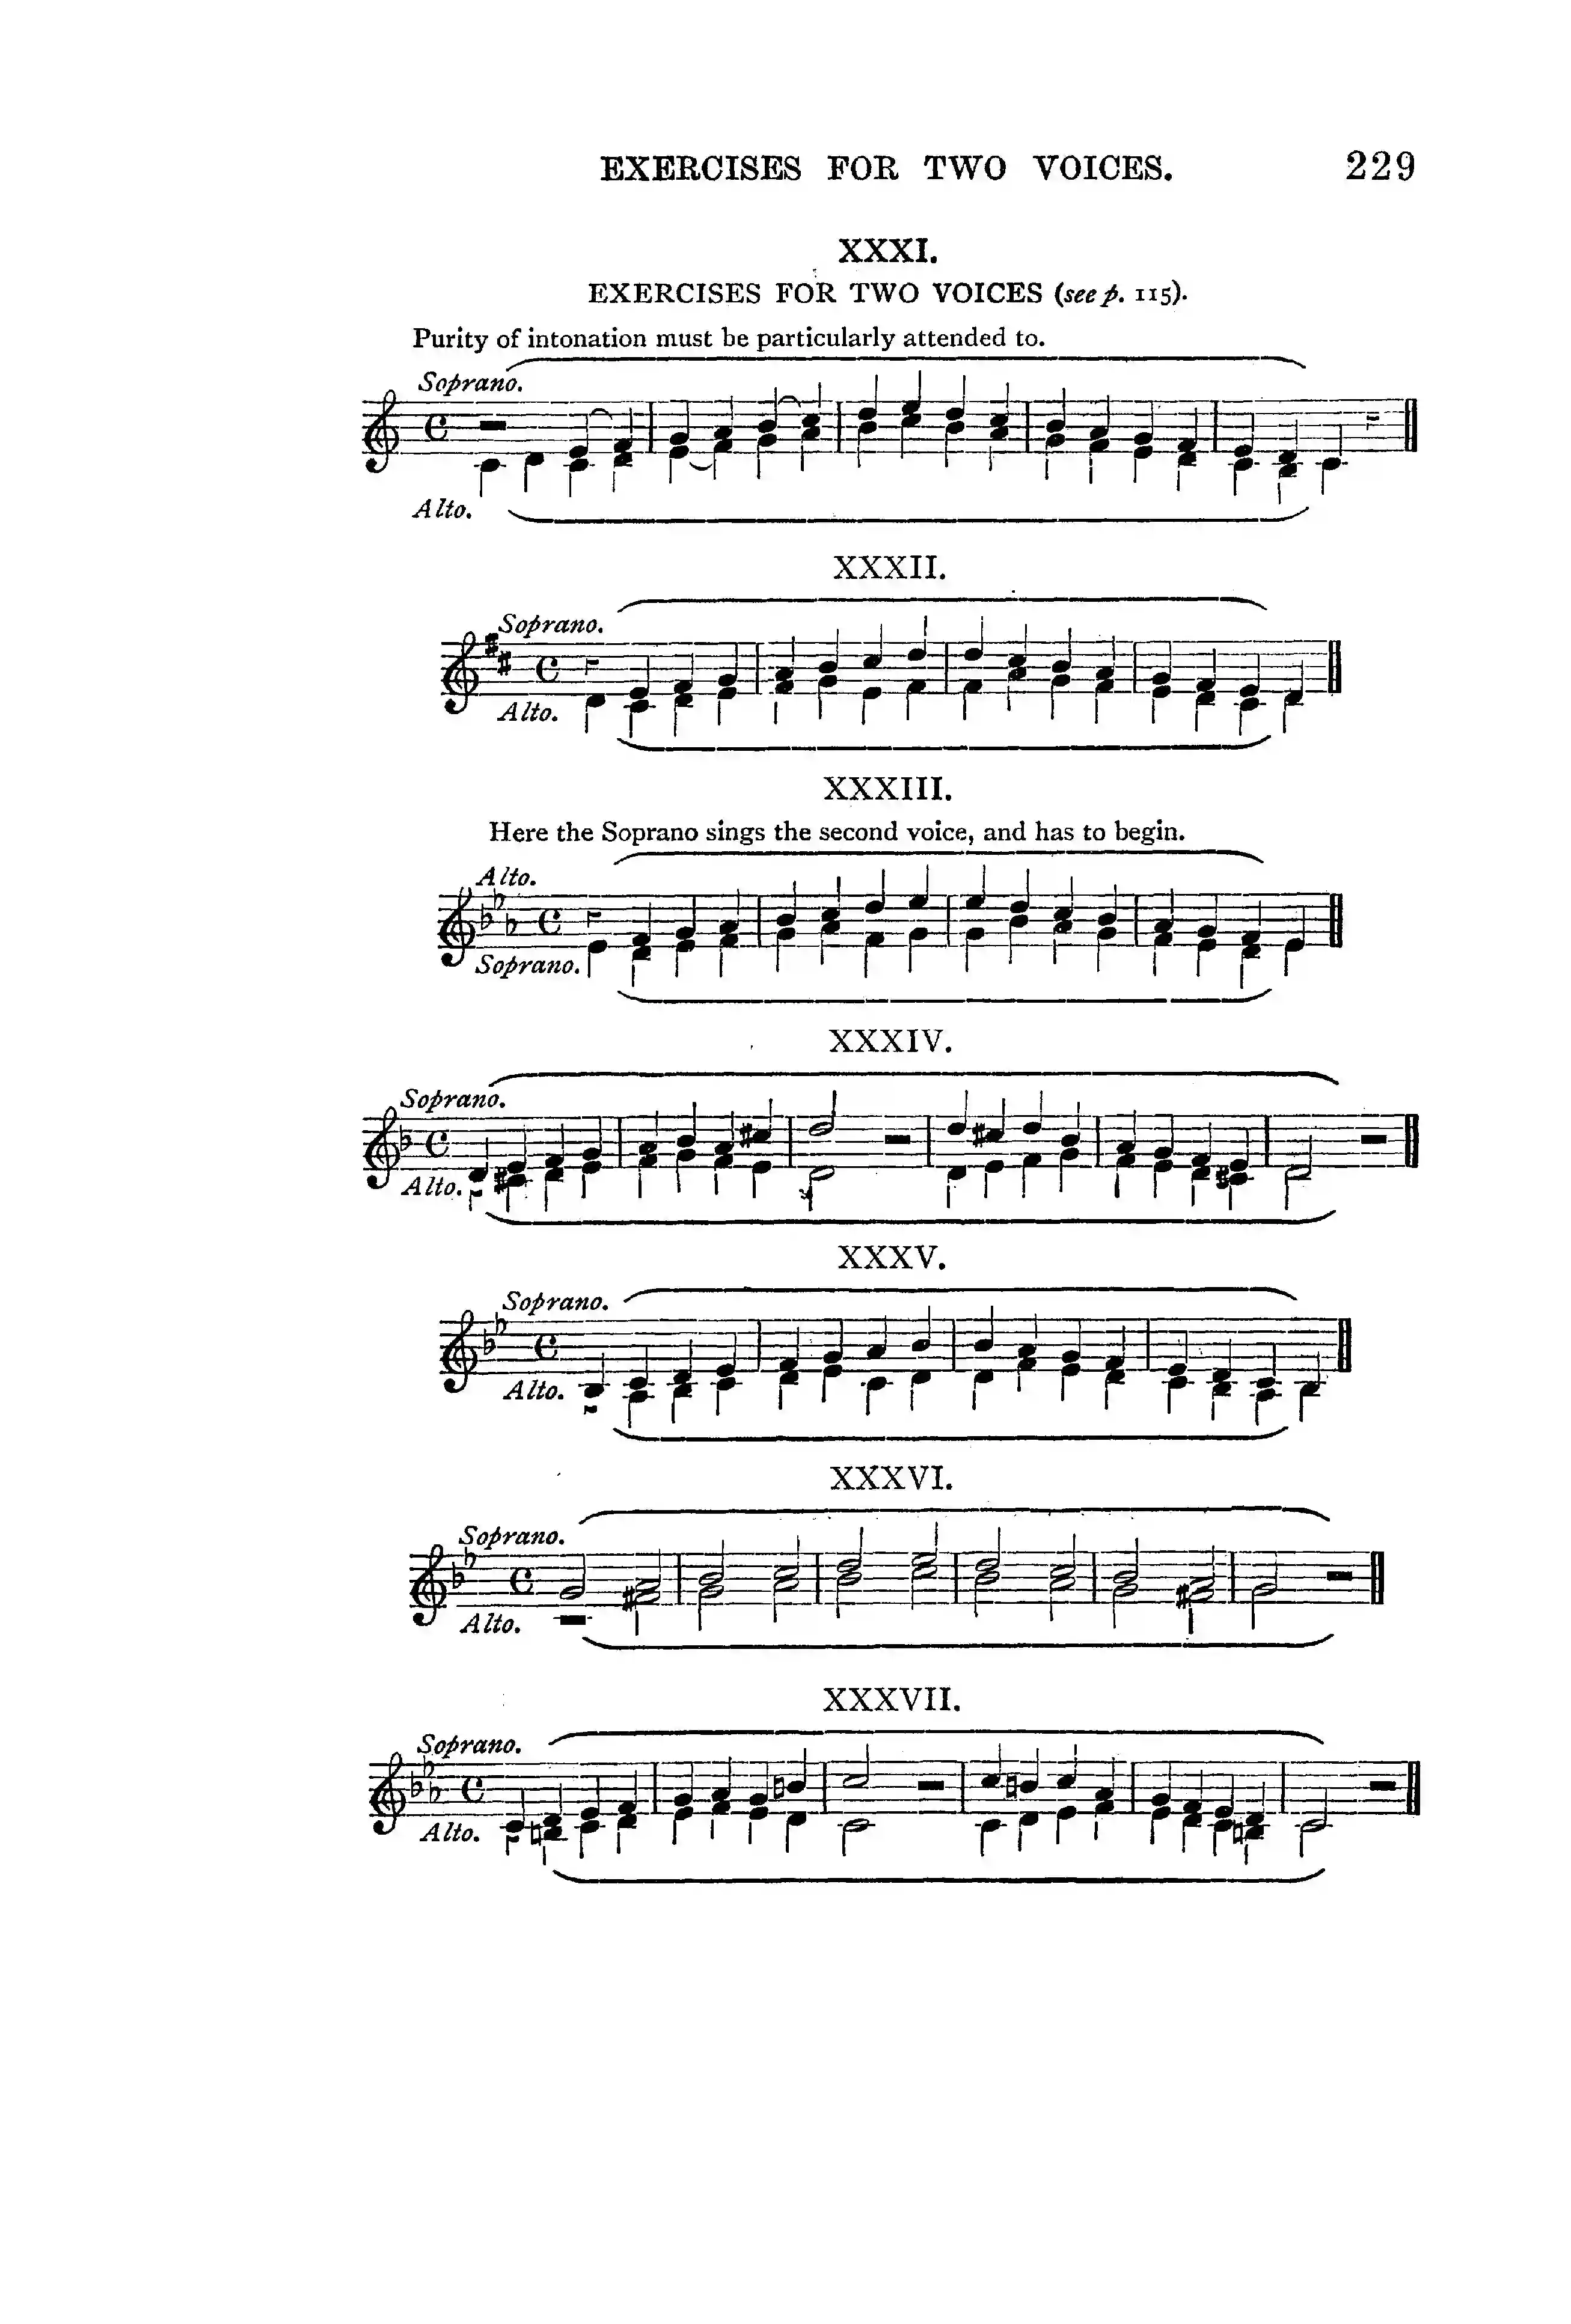 EXERCISES FOR TWO VOICES. 229
XXXI.
EXERCISES FOR TWO VOICES (see p. 115).
Purity of intonation must be particularly attended to.
Soprano.
Alto.
XXXII.
Soprano.
Alto.
XXXIII.
Here the Soprano sings the second voice, and has to begin.
Alto.
Soprano.
XXXIV.
Soprano.
Alto.
XXXV.
Soprano.
Alto.
XXXVI.
Soprano.
Alto.
XXXVII.
Soprano.
Alto.